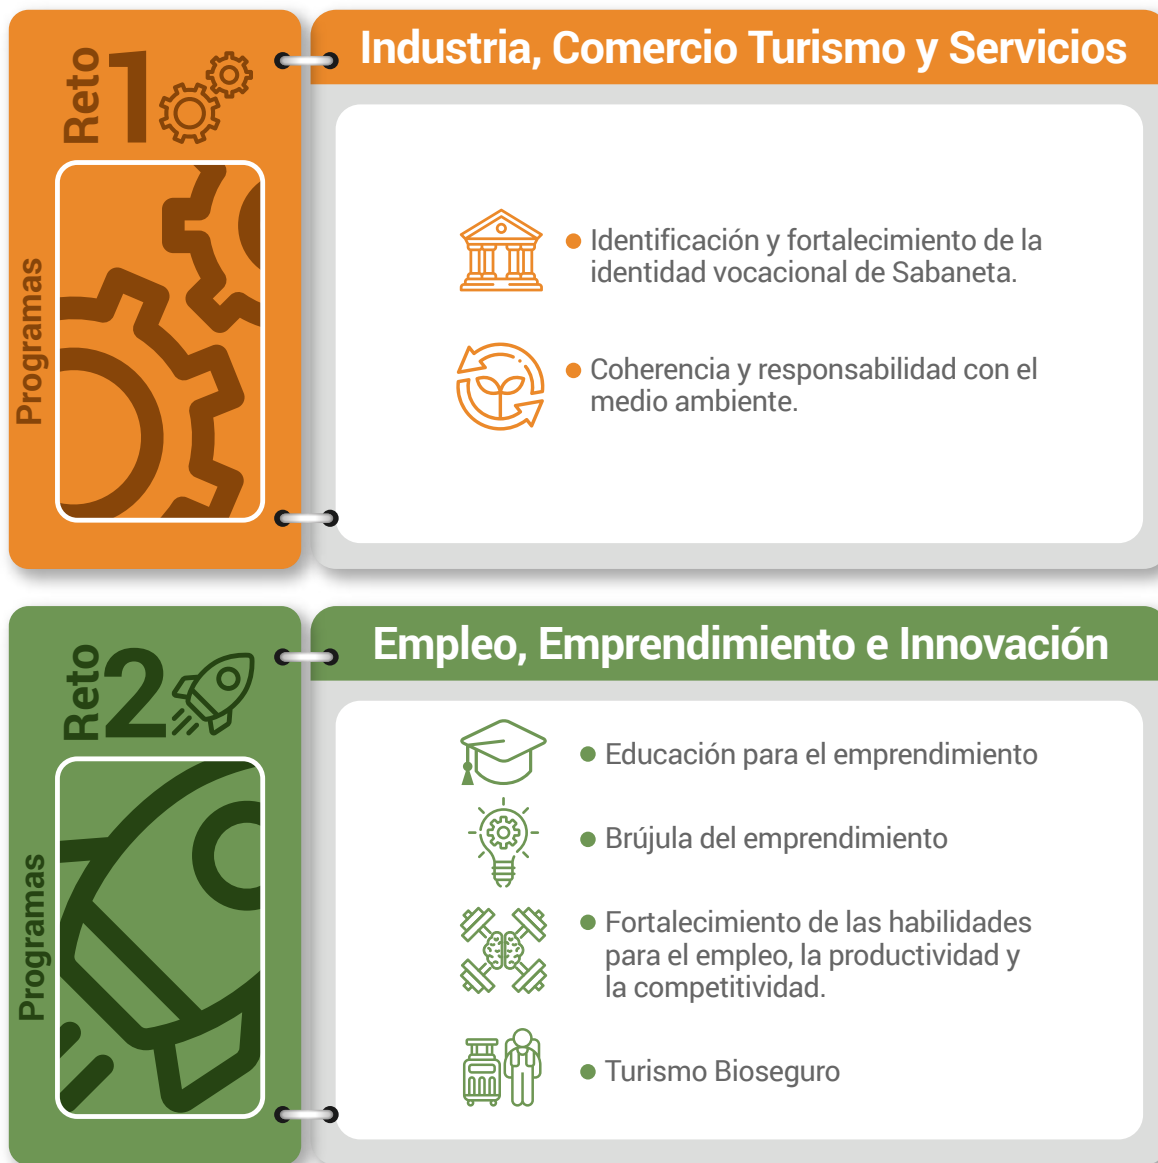 Reto 1
Programas
Industria, Comercio Turismo y Servicios
• Identificación y fortalecimiento de la
identidad vocacional de Sabaneta.
• Coherencia y responsabilidad con el
medio ambiente.
Reto 2
Programas
Empleo, Emprendimiento e Innovación
• Educación para el emprendimiento
• Brújula del emprendimiento
• Fortalecimiento de las habilidades
para el empleo, la productividad y
la competitividad.
• Turismo Bioseguro